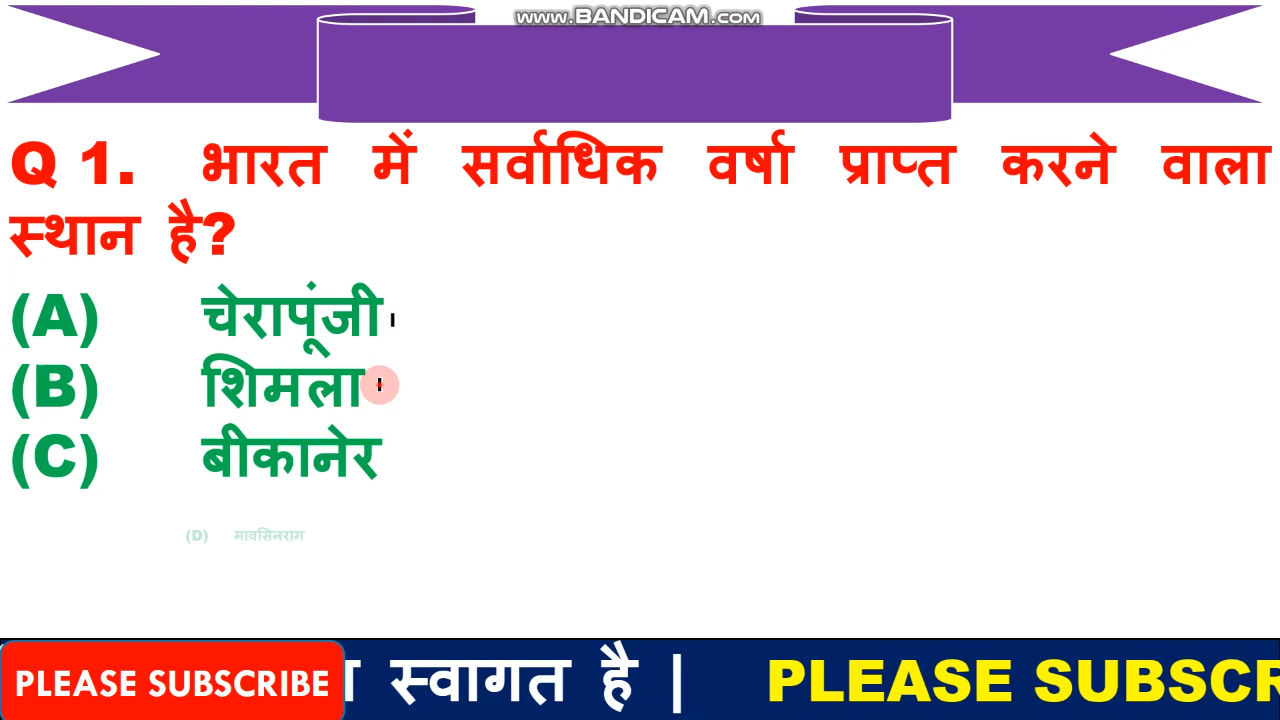 www.BANDICAM.com
Q 1. भारत में सर्वाधिक वर्षा प्राप्त करने वाला
स्थान है?
(A) चेरापूंजी
(B) शिमला
(C) बीकानेर
(D) मावसिनराम
PLEASE SUBSCRIBE स्वागत है | PLEASE SUBSCR